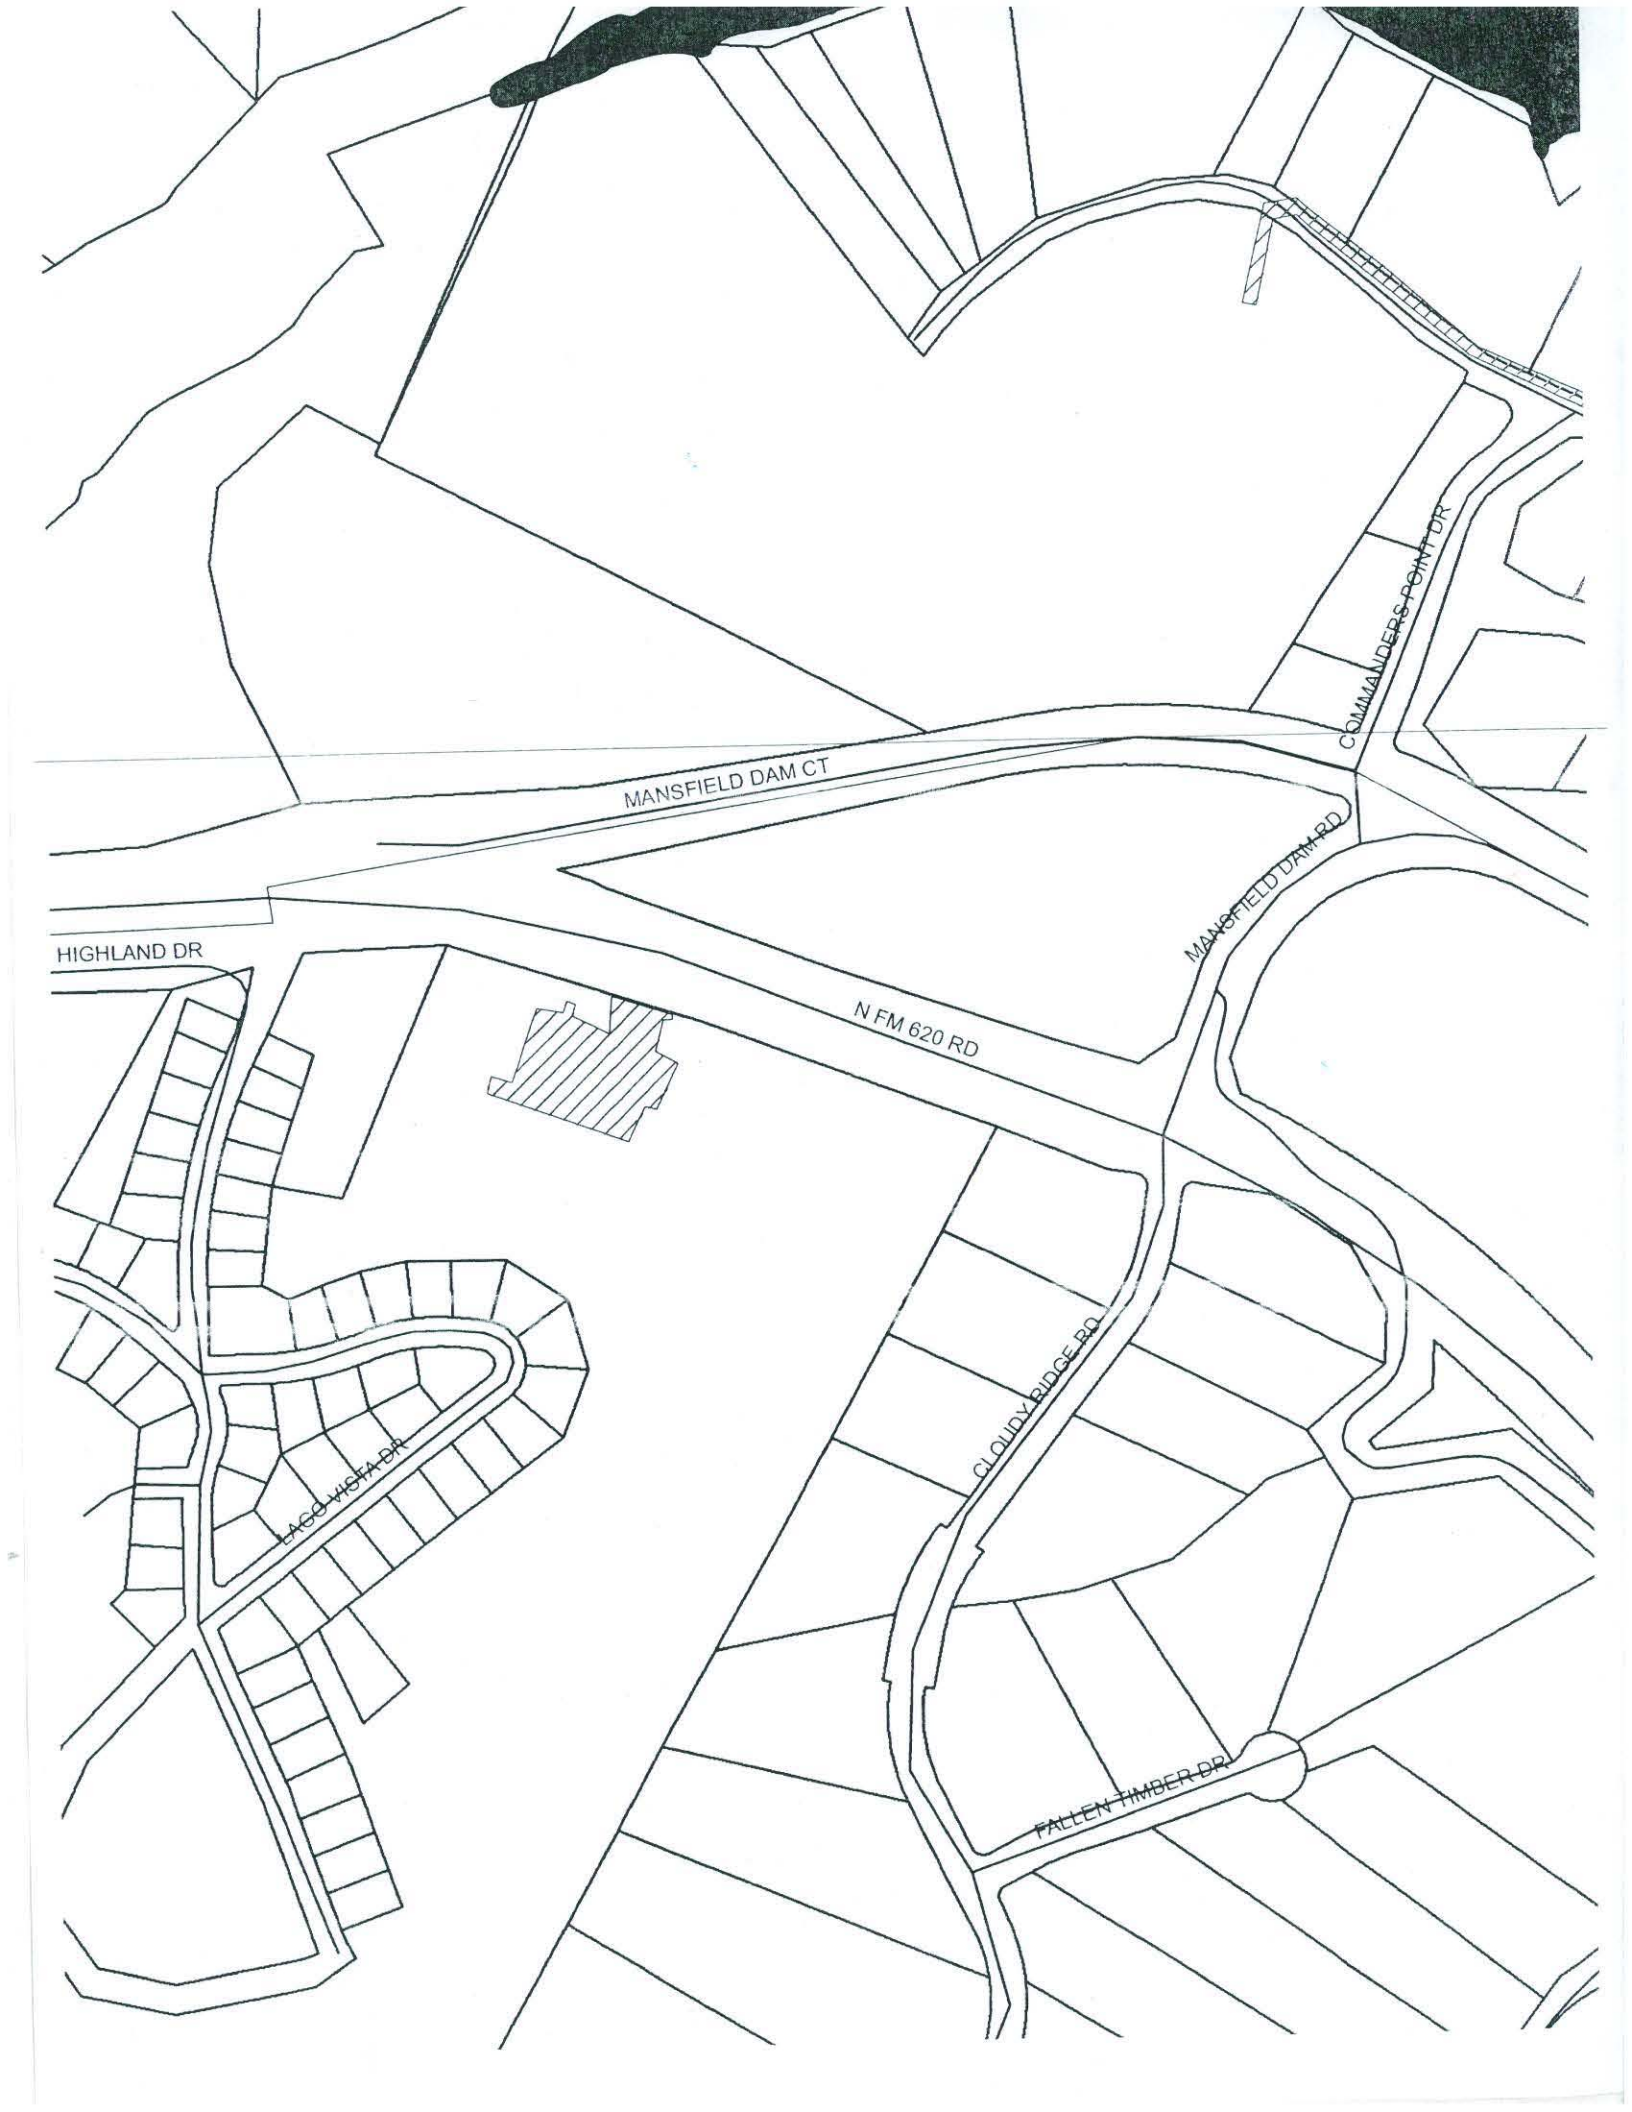 COMMANDERS POINT DR
MANSFIELD DAM CT
MANSFIELD DAM RD
HIGHLAND DR
N FM 620 RD
CLOUDY RIDGE RD
LAGO VISTA DR
FALLEN TIMBER DR